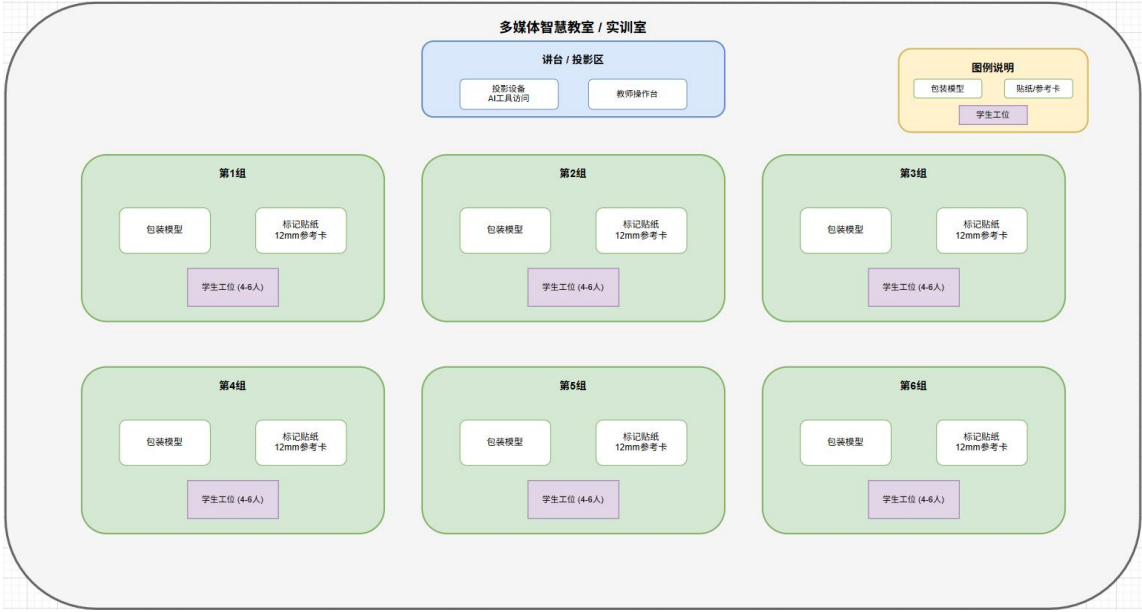 多媒体智慧教室 / 实训室
讲台 / 投影区
投影设备
AI工具访问
教师操作台
图例说明
包装模型
贴纸/参考卡
学生工位
第1组
包装模型
标记贴纸
12mm参考卡
学生工位 (4-6人)
第2组
包装模型
标记贴纸
12mm参考卡
学生工位 (4-6人)
第3组
包装模型
标记贴纸
12mm参考卡
学生工位 (4-6人)
第4组
包装模型
标记贴纸
12mm参考卡
学生工位 (4-6人)
第5组
包装模型
标记贴纸
12mm参考卡
学生工位 (4-6人)
第6组
包装模型
标记贴纸
12mm参考卡
学生工位 (4-6人)